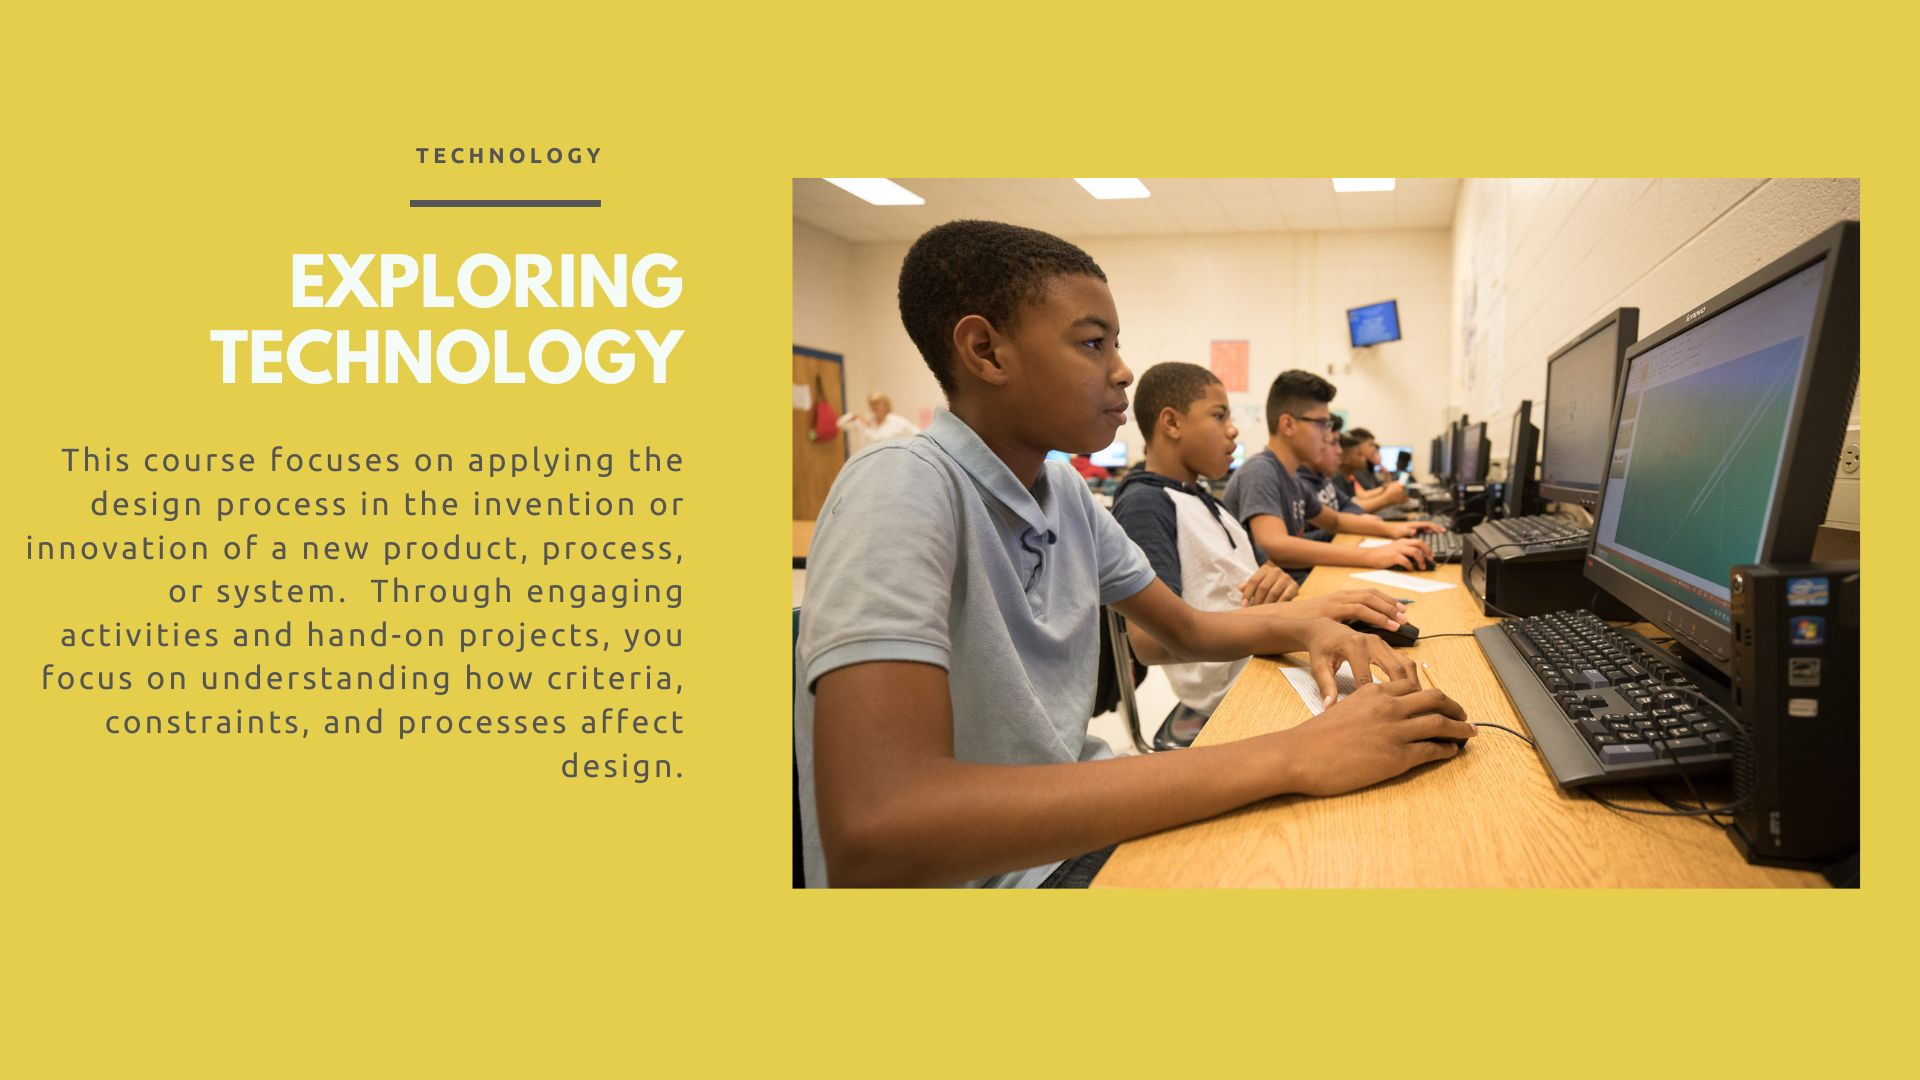 TECHNOLOGY
EXPLORING
TECHNOLOGY
This course focuses on applying the
design process in the invention or
innovation of a new product, process,
or system.  Through engaging
activities and hand-on projects, you
focus on understanding how criteria,
constraints, and processes affect
design.
lenovo